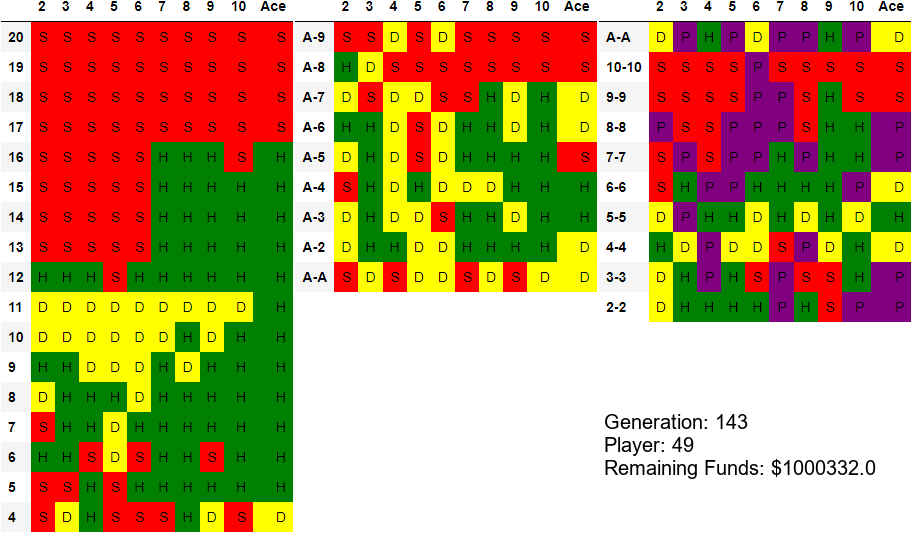 2 3 4 5 6 7 8 9 10 Ace
20 S S S S S S S S S S
19 S S S S S S S S S S
18 S S S S S S S S S S
17 S S S S S S S S S S
16 S S S S S H H H S H
15 S S S S S H H H H H
14 S S S S S H H H H H
13 S S S S S H H H H H
12 H H H S H H H H H H
11 D D D D D D D D D H
10 D D D D D D H D H H
9 H H D D D H D H H H
8 D H H H D H H H H H
7 S H H D H H H H H H
6 H H S D S H H S H H
5 S S H S H H H H H H
4 S D H S S S H D S D
2 3 4 5 6 7 8 9 10 Ace
A-9 S S D S D S S S S S
A-8 H D S S S S S S S S
A-7 D S D D S S H D H D
A-6 H H D S D H H D H D
A-5 D H D S D H H H H S
A-4 S H D H D D D H H H
A-3 D H D D S H H D H H
A-2 D H H D D H H H H D
A-A S D S D D S D S D D
2 3 4 5 6 7 8 9 10 Ace
A-A D P H P D P P H P D
10-10 S S S S P S S S S S
9-9 S S S S P P S H S S
8-8 P S S P P P S H H P
7-7 S P S P P H P H H P
6-6 S H P P H H H H P D
5-5 D P H H D H D H D H
4-4 H D P D D S P D H D
3-3 D H P H S P S S H P
2-2 D H H H H P H S P P
Generation: 143
Player: 49
Remaining Funds: $1000332.0